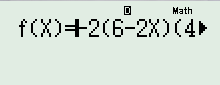 D Math
f(X)=-2(6-2X)(4▶